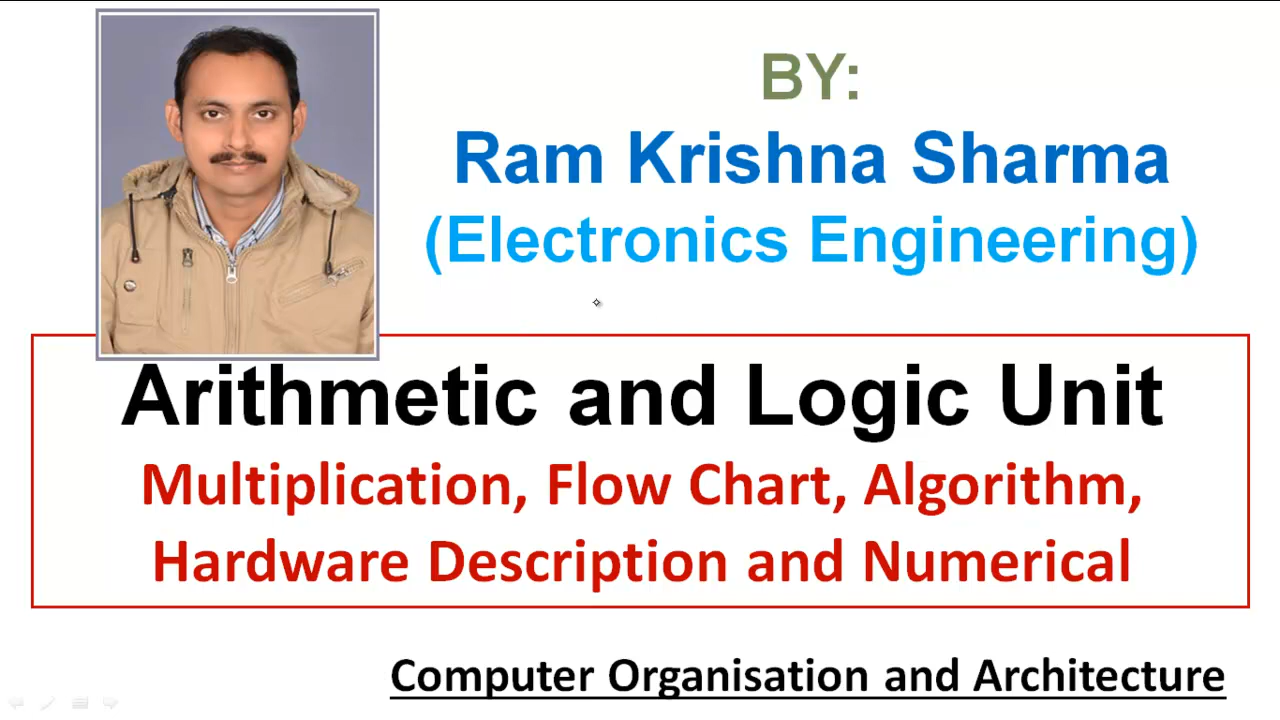 BY:
Ram Krishna Sharma
(Electronics Engineering)
Arithmetic and Logic Unit
Multiplication, Flow Chart, Algorithm,
Hardware Description and Numerical
Computer Organisation and Architecture